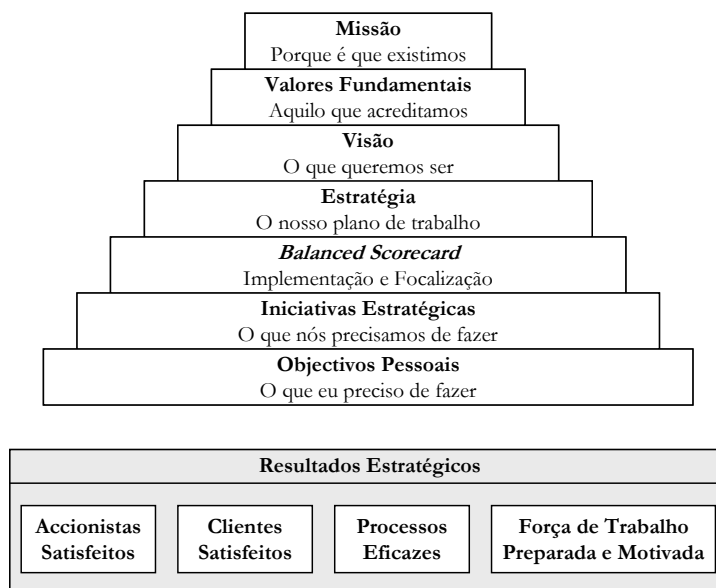 Missão
Porque é que existimos
Valores Fundamentais
Aquilo que acreditamos
Visão
O que queremos ser
Estratégia
O nosso plano de trabalho
Balanced Scorecard
Implementação e Focalização
Iniciativas Estratégicas
O que nós precisamos de fazer
Objectivos Pessoais
O que eu preciso de fazer
Resultados Estratégicos
Accionistas
Satisfeitos
Clientes
Satisfeitos
Processos
Eficazes
Força de Trabalho
Preparada e Motivada